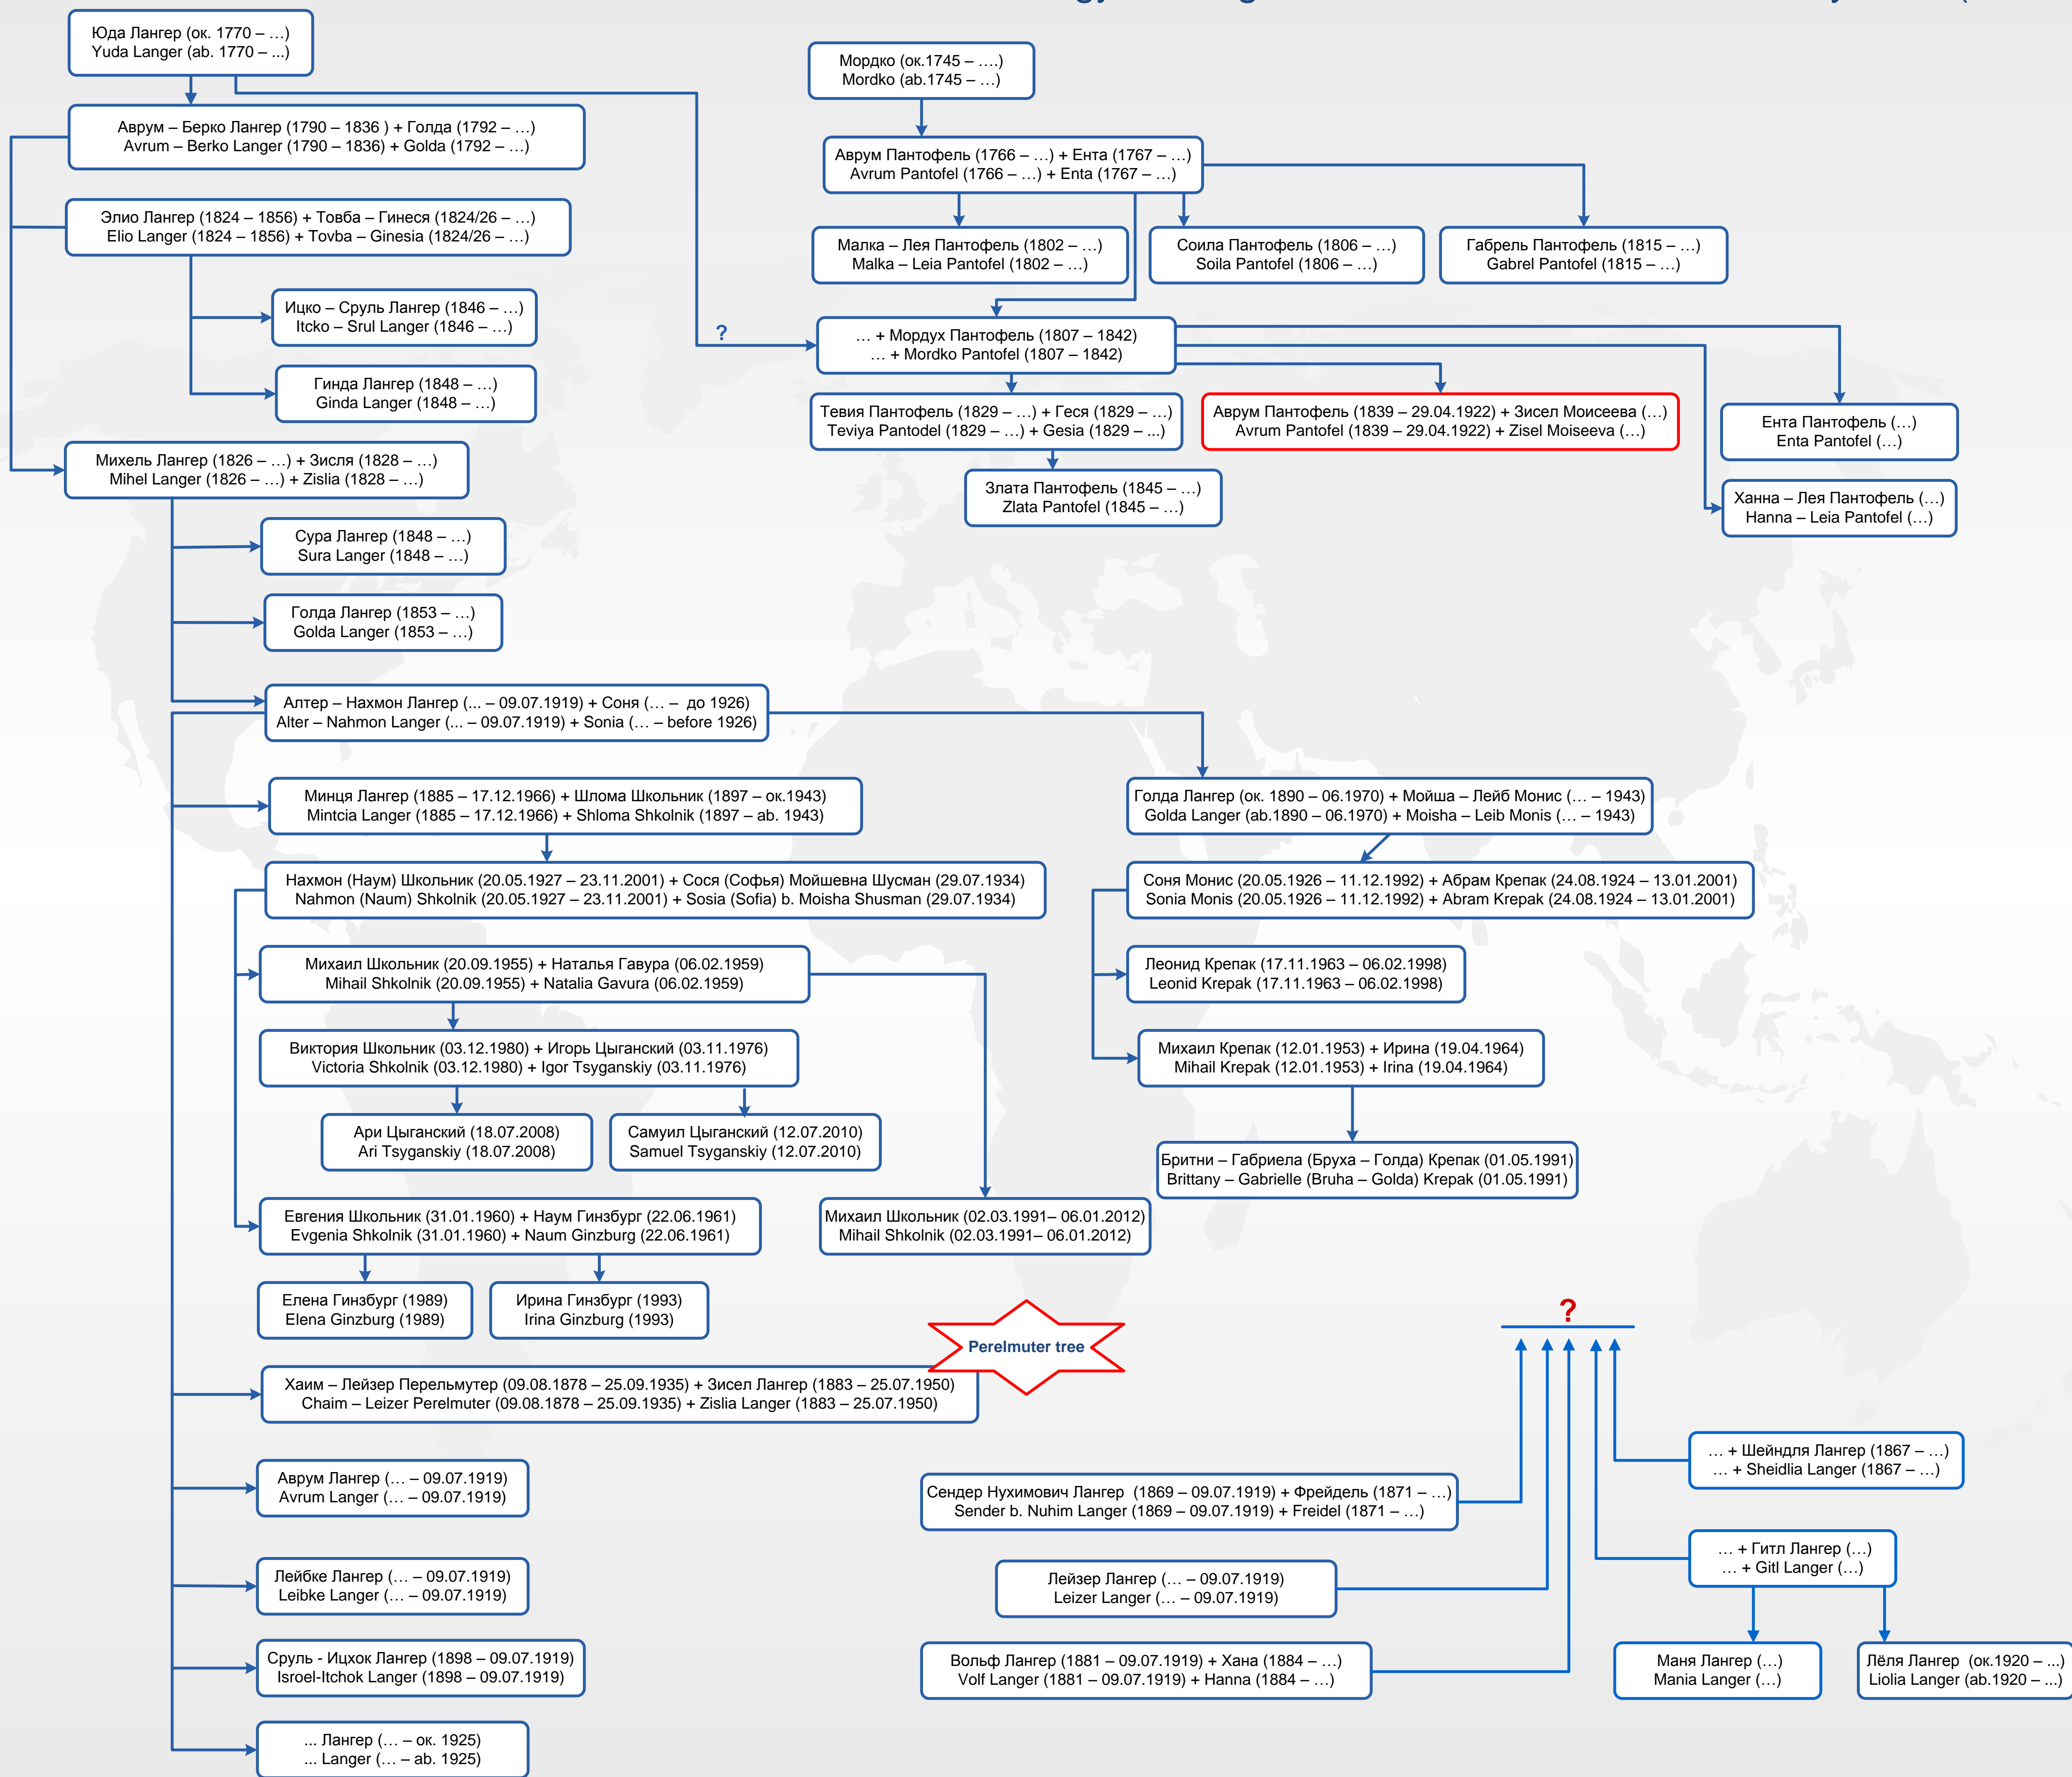 Юда Лангер (ок. 1770 – …)
Yuda Langer (ab. 1770 – ...)
Мордко (ок.1745 – ….)
Mordko (ab.1745 – …)
Аврум – Берко Лангер (1790 – 1836 ) + Голда (1792 – …)
Avrum – Berko Langer (1790 – 1836) + Golda (1792 – …)
Аврум Пантофель (1766 – …) + Ента (1767 – …)
Avrum Pantofel (1766 – …) + Enta (1767 – …)
Элио Лангер (1824 – 1856) + Товба – Гинеся (1824/26 – …)
Elio Langer (1824 – 1856) + Tovba – Ginesia (1824/26 – …)
Малка – Лея Пантофель (1802 – …)
Malka – Leia Pantofel (1802 – …)
Соила Пантофель (1806 – …)
Soila Pantofel (1806 – …)
Габрель Пантофель (1815 – …)
Gabrel Pantofel (1815 – …)
Ицко – Сруль Лангер (1846 – …)
Itcko – Srul Langer (1846 – …)
?
… + Мордух Пантофель (1807 – 1842)
… + Mordko Pantofel (1807 – 1842)
Гинда Лангер (1848 – …)
Ginda Langer (1848 – …)
Тевия Пантофель (1829 – …) + Геся (1829 – …)
Teviya Pantodel (1829 – …) + Gesia (1829 – ...)
Аврум Пантофель (1839 – 29.04.1922) + Зисел Моисеева (…)
Avrum Pantofel (1839 – 29.04.1922) + Zisel Moiseeva (…)
Ента Пантофель (…)
Enta Pantofel (…)
Михель Лангер (1826 – …) + Зисля (1828 – …)
Mihel Langer (1826 – …) + Zislia (1828 – …)
Злата Пантофель (1845 – …)
Zlata Pantofel (1845 – …)
Ханна – Лея Пантофель (…)
Hanna – Leia Pantofel (…)
Сура Лангер (1848 – …)
Sura Langer (1848 – …)
Голда Лангер (1853 – …)
Golda Langer (1853 – …)
Алтер – Нахмон Лангер (... – 09.07.1919) + Соня (… – до 1926)
Alter – Nahmon Langer (... – 09.07.1919) + Sonia (… – before 1926)
Минця Лангер (1885 – 17.12.1966) + Шлома Школьник (1897 – ок.1943)
Mintcia Langer (1885 – 17.12.1966) + Shloma Shkolnik (1897 – ab. 1943)
Голда Лангер (ок. 1890 – 06.1970) + Мойша – Лейб Монис (… – 1943)
Golda Langer (ab.1890 – 06.1970) + Moisha – Leib Monis (… – 1943)
Нахмон (Наум) Школьник (20.05.1927 – 23.11.2001) + Сося (Софья) Мойшевна Шусман (29.07.1934)
Nahmon (Naum) Shkolnik (20.05.1927 – 23.11.2001) + Sosia (Sofia) b. Moisha Shusman (29.07.1934)
Соня Монис (20.05.1926 – 11.12.1992) + Абрам Крепак (24.08.1924 – 13.01.2001)
Sonia Monis (20.05.1926 – 11.12.1992) + Abram Krepak (24.08.1924 – 13.01.2001)
Михаил Школьник (20.09.1955) + Наталья Гавура (06.02.1959)
Mihail Shkolnik (20.09.1955) + Natalia Gavura (06.02.1959)
Леонид Крепак (17.11.1963 – 06.02.1998)
Leonid Krepak (17.11.1963 – 06.02.1998)
Виктория Школьник (03.12.1980) + Игорь Цыганский (03.11.1976)
Victoria Shkolnik (03.12.1980) + Igor Tsyganskiy (03.11.1976)
Михаил Крепак (12.01.1953) + Ирина (19.04.1964)
Mihail Krepak (12.01.1953) + Irina (19.04.1964)
Ари Цыганский (18.07.2008)
Ari Tsyganskiy (18.07.2008)
Самуил Цыганский (12.07.2010)
Samuel Tsyganskiy (12.07.2010)
Бритни – Габриела (Бруха – Голда) Крепак (01.05.1991)
Brittany – Gabrielle (Bruha – Golda) Krepak (01.05.1991)
Евгения Школьник (31.01.1960) + Наум Гинзбург (22.06.1961)
Evgenia Shkolnik (31.01.1960) + Naum Ginzburg (22.06.1961)
Михаил Школьник (02.03.1991– 06.01.2012)
Mihail Shkolnik (02.03.1991– 06.01.2012)
Елена Гинзбург (1989)
Elena Ginzburg (1989)
Ирина Гинзбург (1993)
Irina Ginzburg (1993)
?
Perelmuter tree
Хаим – Лейзер Перельмутер (09.08.1878 – 25.09.1935) + Зисел Лангер (1883 – 25.07.1950)
Chaim – Leizer Perelmuter (09.08.1878 – 25.09.1935) + Zislia Langer (1883 – 25.07.1950)
… + Шейндля Лангер (1867 – …)
… + Sheidlia Langer (1867 – …)
Аврум Лангер (… – 09.07.1919)
Avrum Langer (… – 09.07.1919)
Сендер Нухимович Лангер (1869 – 09.07.1919) + Фрейдель (1871 – …)
Sender b. Nuhim Langer (1869 – 09.07.1919) + Freidel (1871 – …)
… + Гитл Лангер (…)
… + Gitl Langer (…)
Лейбке Лангер (… – 09.07.1919)
Leibke Langer (… – 09.07.1919)
Лейзер Лангер (… – 09.07.1919)
Leizer Langer (… – 09.07.1919)
Сруль - Ицхок Лангер (1898 – 09.07.1919)
Isroel-Itchok Langer (1898 – 09.07.1919)
Вольф Лангер (1881 – 09.07.1919) + Хана (1884 – …)
Volf Langer (1881 – 09.07.1919) + Hanna (1884 – …)
Маня Лангер (…)
Mania Langer (…)
Лёля Лангер (ок.1920 – ...)
Liolia Langer (ab.1920 – ...)
... Лангер (… – ок. 1925)
... Langer (… – ab. 1925)